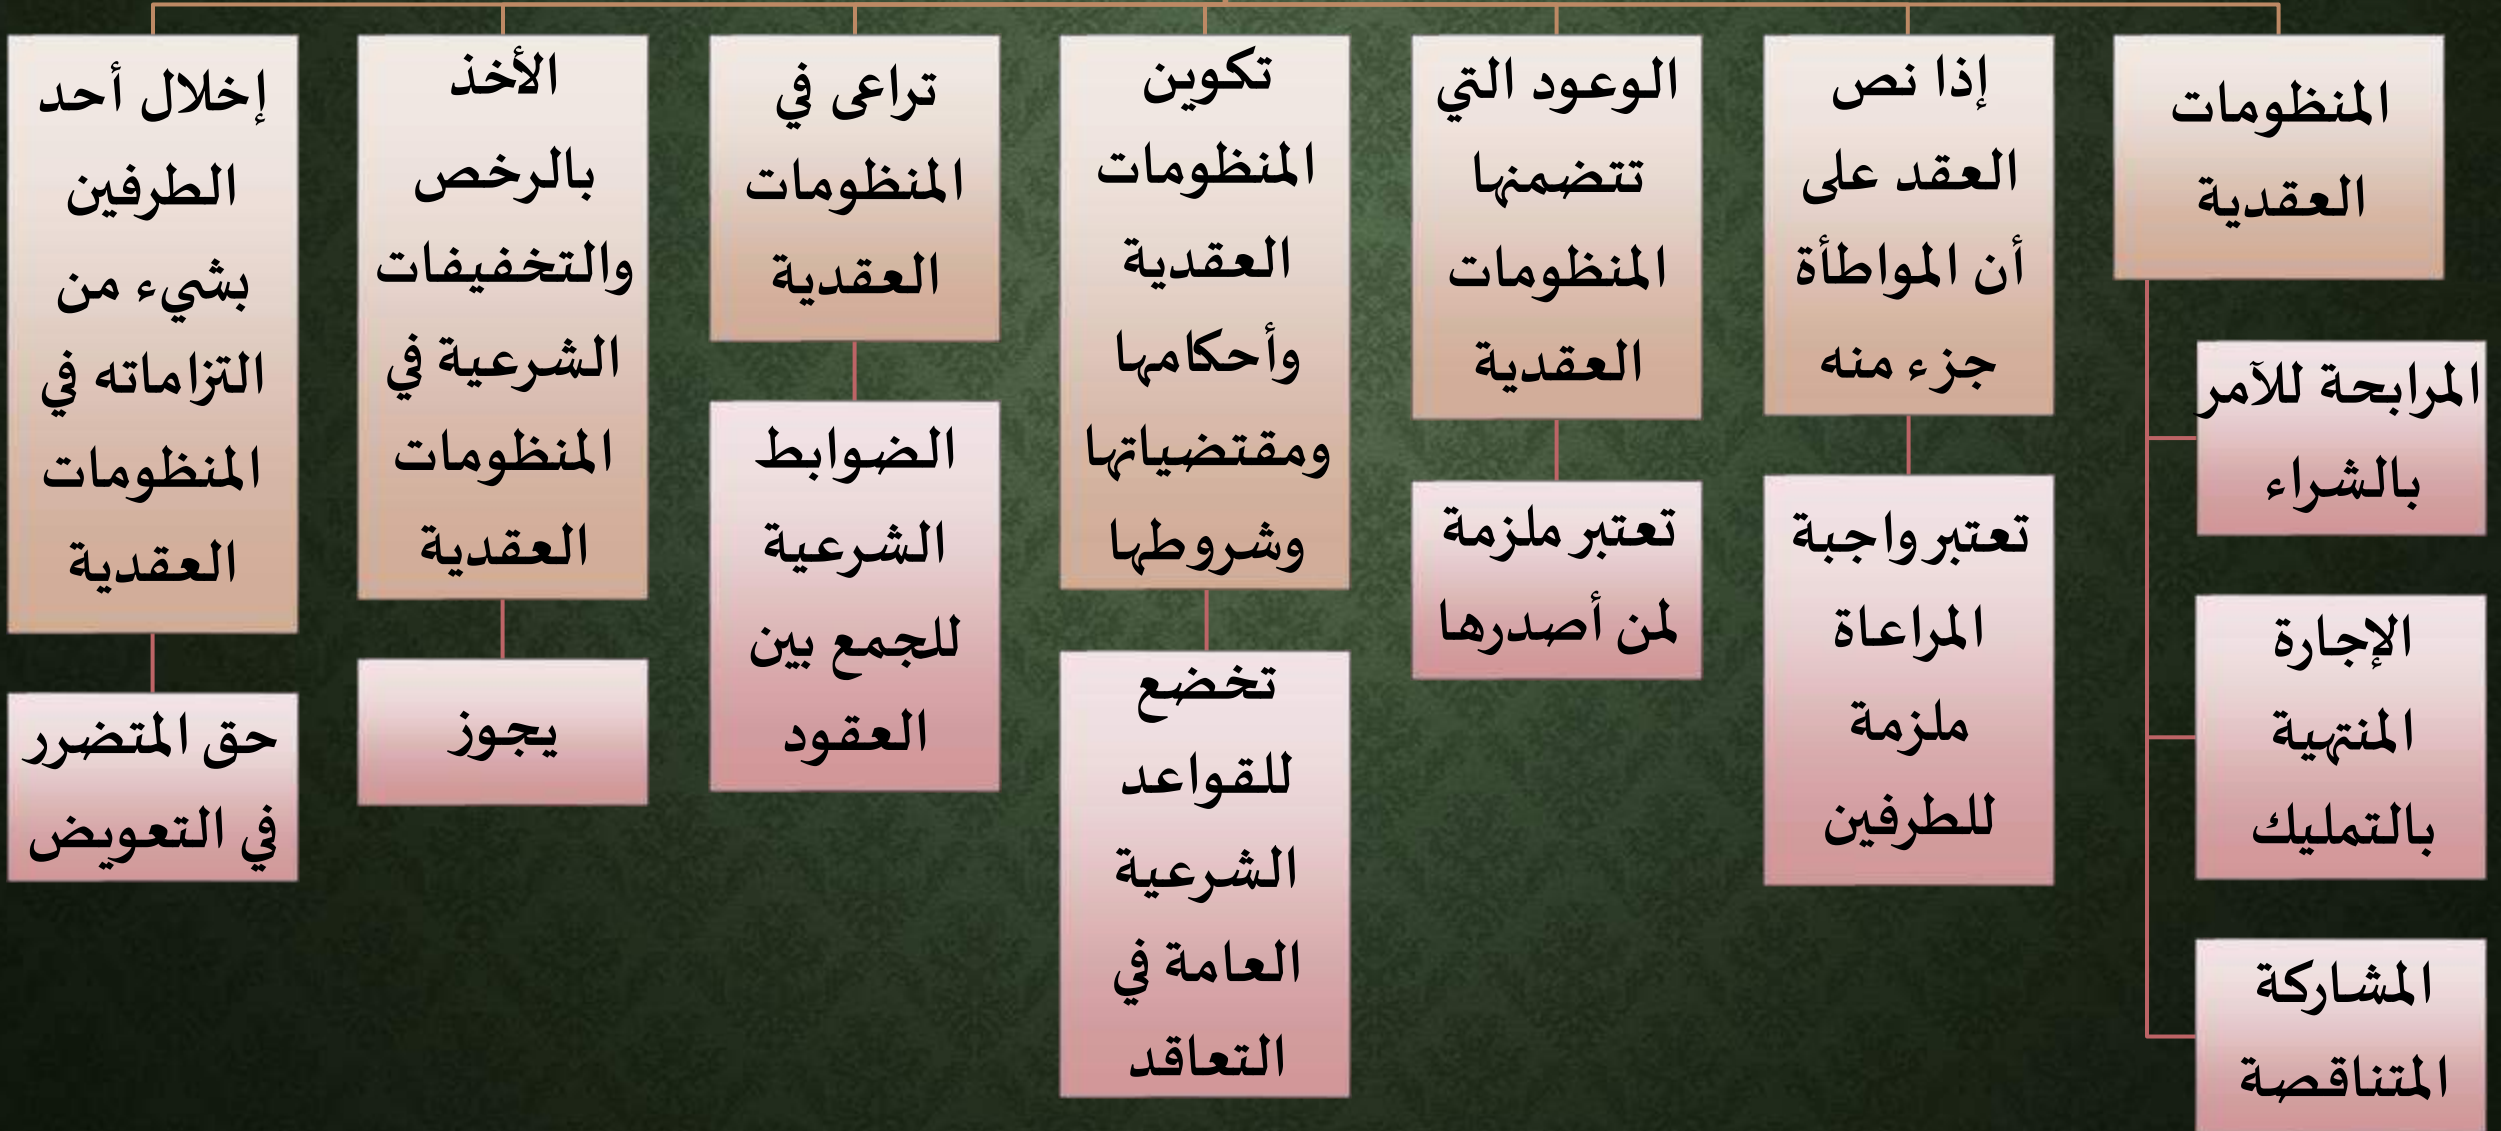 المنظومات
العقدية
المرابحة للآمر
بالشراء
الإجارة
المنتهية
بالتمليك
المشاركة
المتناقصة
إذا نص
العقد على
أن المواطأة
جزء منه
تعتبر واجبة
المراعاة
ملزمة
للطرفين
الوعود التي
تتضمنها
المنظومات
العقدية
تعتبر ملزمة
لمن أصدرها
تكوين
المنظومات
العقدية
وأحكامها
ومقتضياتها
وشروطها
تخضع
للقواعد
الشرعية
العامة في
التعاقد
تراعى في
المنظومات
العقدية
الضوابط
الشرعية
للجمع بين
العقود
الأخذ
بالرخص
والتخفيفات
الشرعية في
المنظومات
العقدية
يجوز
إخلال أحد
الطرفين
بشيء من
التزاماته في
المنظومات
العقدية
حق المتضرر
في التعويض